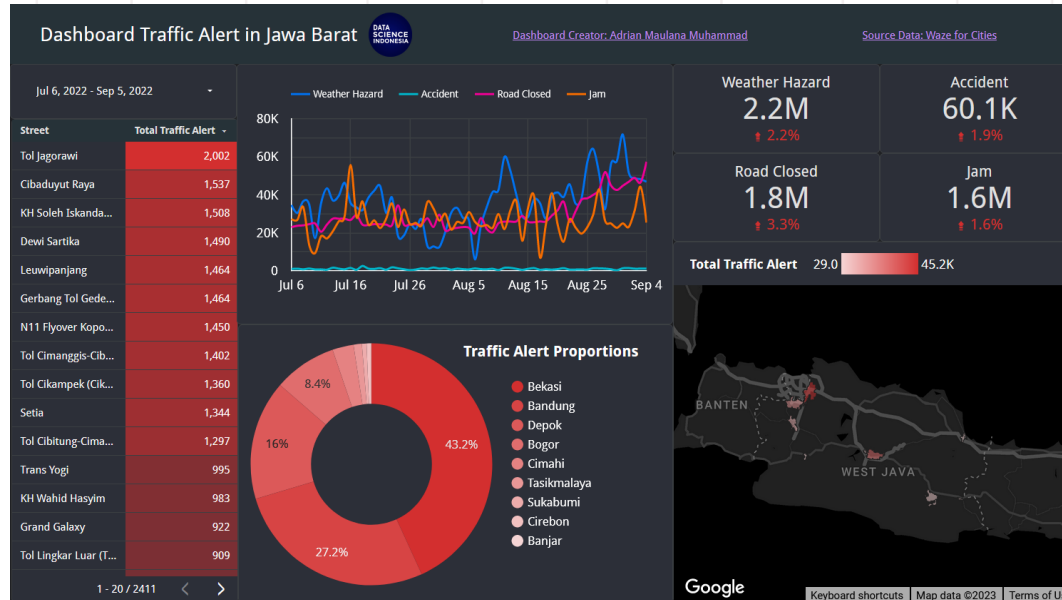 Dashboard Traffic Alert in Jawa Barat
DATA
SCIENCE
INDONESIA
Dashboard Creator: Adrian Maulana Muhammad
Source Data: Waze for Cities
Jul 6, 2022 - Sep 5, 2022
Street Total Traffic Alert
Tol Jagorawi 2,002
Cibaduyut Raya 1,537
KH Soleh Iskanda... 1,508
Dewi Sartika 1,490
Leuwipanjang 1,464
Gerbang Tol Gede... 1,464
N11 Flyover Kopo... 1,450
Tol Cimanggis-Cib... 1,402
Tol Cikampek (Cik... 1,360
Setia 1,344
Tol Cibitung-Cima... 1,297
Trans Yogi 995
KH Wahid Hasyim 983
Grand Galaxy 922
Tol Lingkar Luar (T... 909
1 - 20 / 2411
Weather Hazard Accident Road Closed Jam
80K
60K
40K
20K
0
Jul 6 Jul 16 Jul 26 Aug 5 Aug 15 Aug 25 Sep 4
Traffic Alert Proportions
Bekasi
Bandung
Depok
Bogor
Cimahi
Tasikmalaya
Sukabumi
Cirebon
Banjar
8.4%
16%
43.2%
27.2%
Weather Hazard
2.2M
2.2%
Accident
60.1K
1.9%
Road Closed
1.8M
3.3%
Jam
1.6M
1.6%
Total Traffic Alert 29.0 45.2K
BANTEN
WEST JAVA
Google
Keyboard shortcuts Map data ©2023 Terms of U